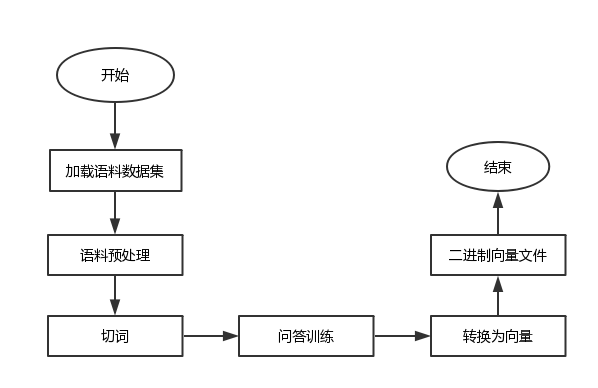 开始
加载语料数据集
语料预处理
切词
问答训练
转换为向量
二进制向量文件
结束